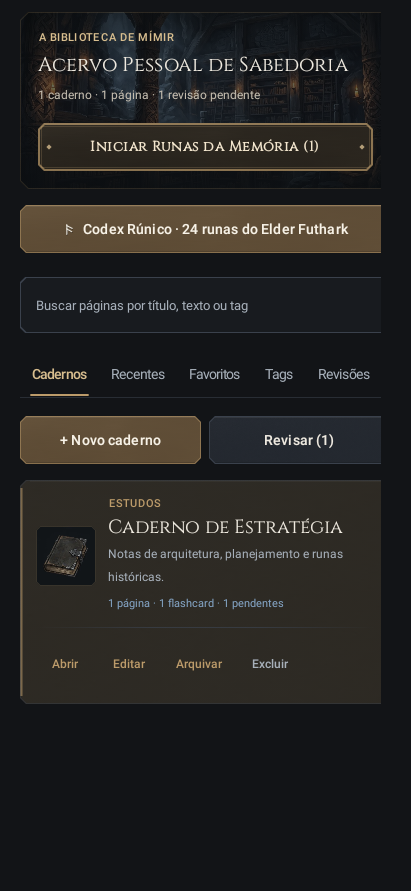 A BIBLIOTECA DE MÍMIR
Acervo Pessoal de Sabedoria
1 caderno · 1 página · 1 revisão pendente
Iniciar Runas da Memória (1)
ᚨ Codex Rúnico · 24 runas do Elder Futhark
Buscar páginas por título, texto ou tag
Cadernos Recentes Favoritos Tags Revisões
+ Novo caderno Revisar (1)
ESTUDOS
Caderno de Estratégia
Notas de arquitetura, planejamento e runas
históricas.
1 página · 1 flashcard · 1 pendentes
Abrir Editar Arquivar Excluir